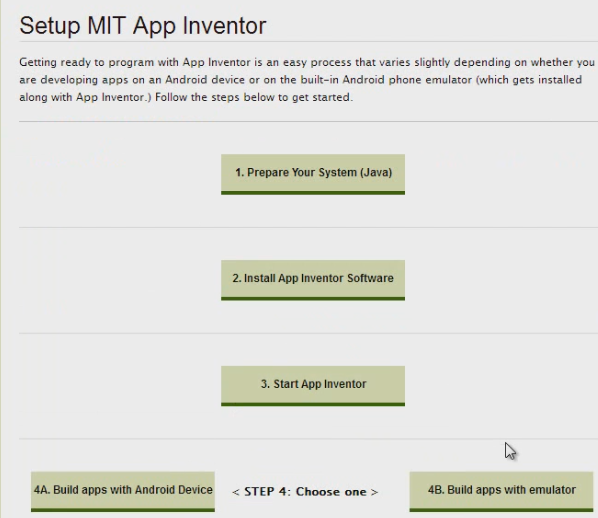 Setup MIT App Inventor
Getting ready to program with App Inventor is an easy process that varies slightly depending on whether you
are developing apps on an Android device or on the built-in Android phone emulator (which gets installed
along with App Inventor.) Follow the steps below to get started.
1. Prepare Your System (Java)
2. Install App Inventor Software
3. Start App Inventor
4A. Build apps with Android Device < STEP 4: Choose one > 4B. Build apps with emulator